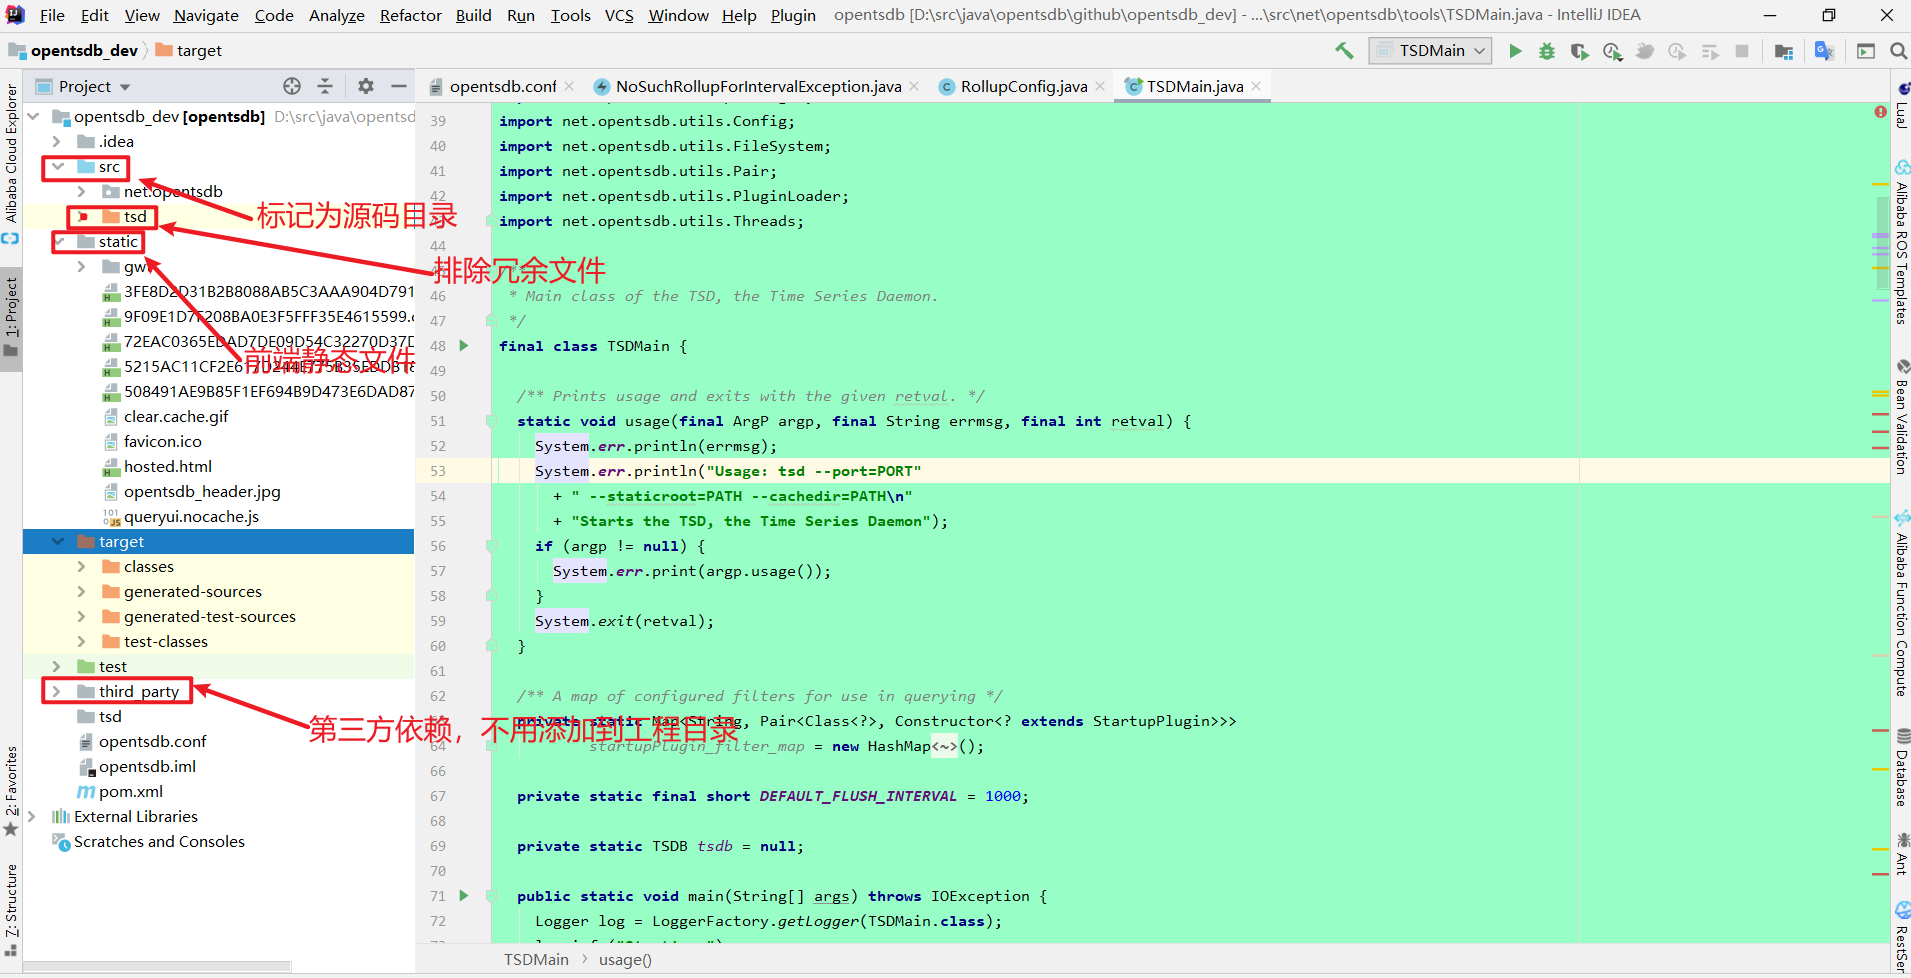 File Edit View Navigate Code Analyze Refactor Build Run Tools VCS Window Help Plugin opentsdb [D:\src\java\opentsdb\github\opentsdb_dev] - ...\src\net\opentsdb\tools\TSDMain.java - IntelliJ IDEA
opentsdb_dev target TSDMain
Project
opentsdb.conf NoSuchRollupForIntervalException.java RollupConfig.java TSDMain.java
Alibaba Cloud Explorer
1: Project
2: Favorites
Z: Structure
opentsdb_dev [opentsdb] D:\src\java\opentsd
.idea
src
net.opentsdb
tsd
static
3FE8D2D31B2B8088AB5C3AAA904D791
9F09E1D7F208BA0E3F5FFF35E4615599.
clear.cache.gif
favicon.ico
hosted.html
opentsdb_header.jpg
queryui.nocache.js
target
classes
generated-sources
generated-test-sources
test-classes
test
third_party
tsd
opentsdb.conf
opentsdb.iml
pom.xml
External Libraries
Scratches and Consoles
标记为源码目录
排除冗余文件
前端静态文件
第三方依赖，不用添加到工程目录
39 import net.opentsdb.utils.Config;
40 import net.opentsdb.utils.FileSystem;
41 import net.opentsdb.utils.Pair;
42 import net.opentsdb.utils.PluginLoader;
import net.opentsdb.utils.Threads;
44
46 * Main class of the TSD, the Time Series Daemon.
47 */
48 final class TSDMain {
49
50 /** Prints usage and exits with the given retval. */
51 static void usage(final ArgP argp, final String errmsg, final int retval) {
52 System.err.println(errmsg);
53 System.err.println("Usage: tsd --port=PORT"
54 + " --staticroot=PATH --cachedir=PATH\n"
55 + "Starts the TSD, the Time Series Daemon");
56 if (argp != null) {
57 System.err.print(argp.usage());
58 }
59 System.exit(retval);
60 }
61
62 /** A map of configured filters for use in querying */
private static Map<String, Pair<Class<?>, Constructor<? extends StartupPlugin>>>
64 startupPlugin_filter_map = new HashMap<~>();
66
67 private static final short DEFAULT_FLUSH_INTERVAL = 1000;
68
69 private static TSDB tsdb = null;
70
71 public static void main(String[] args) throws IOException {
72 Logger log = LoggerFactory.getLogger(TSDMain.class);
TSDMain usage()
LuaJ
Alibaba ROS Templates
Bean Validation
Alibaba Function Compute
Database
Ant
RestSer